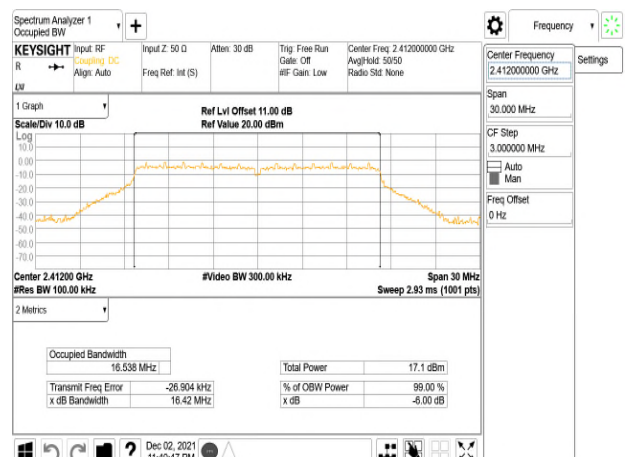 Spectrum Analyzer 1
Occupied BW
+
Frequency
KEYSIGHT Input: RF
R
Coupling: DC
Align: Auto
Input Z: 50 Ω
Freq Ref: Int (S)
Atten: 30 dB
Trig: Free Run
Gate: Off
#IF Gain: Low
Center Freq: 2.412000000 GHz
Avg|Hold: 50/50
Radio Std: None
Center Frequency
2.412000000 GHz
Settings
Span
30.000 MHz
CF Step
3.000000 MHz
Auto
Man
Freq Offset
0 Hz
1 Graph
Scale/Div 10.0 dB
Ref Lvl Offset 11.00 dB
Ref Value 20.00 dBm
Log
10.0
0.00
-10.0
-20.0
-30.0
-40.0
-50.0
-60.0
-70.0
Center 2.41200 GHz
#Res BW 100.00 kHz
#Video BW 300.00 kHz
Span 30 MHz
Sweep 2.93 ms (1001 pts)
2 Metrics
Occupied Bandwidth
16.538 MHz
Transmit Freq Error -26.904 kHz
x dB Bandwidth 16.42 MHz
Total Power 17.1 dBm
% of OBW Power 99.00 %
x dB -6.00 dB
?
Dec 02, 2021